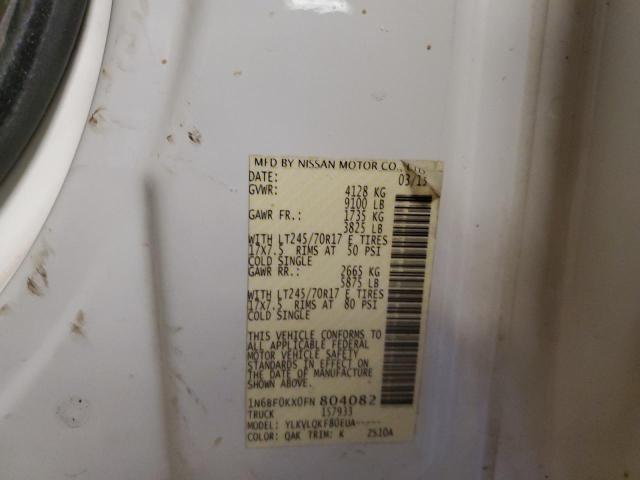 MFD BY NISSAN MOTOR CO., LTD
DATE: 03/15
GVWR: 4128 KG
9100 LB
GAWR FR.: 1735 KG
3825 LB
WITH LT245/70R17 E TIRES
17X7.5 RIMS AT 50 PSI
COLD SINGLE
GAWR RR.: 2665 KG
5875 LB
WITH LT245/70R17 E TIRES
17X7.5 RIMS AT 80 PSI
COLD SINGLE
THIS VEHICLE CONFORMS TO
ALL APPLICABLE FEDERAL
MOTOR VEHICLE SAFETY
STANDARDS IN EFFECT ON
THE DATE OF MANUFACTURE
SHOWN ABOVE.
1N6BF0KX0FN 804082
TRUCK 157933
MODEL: YLKVLQKF80EUA-----
COLOR: QAK TRIM: K 2510A